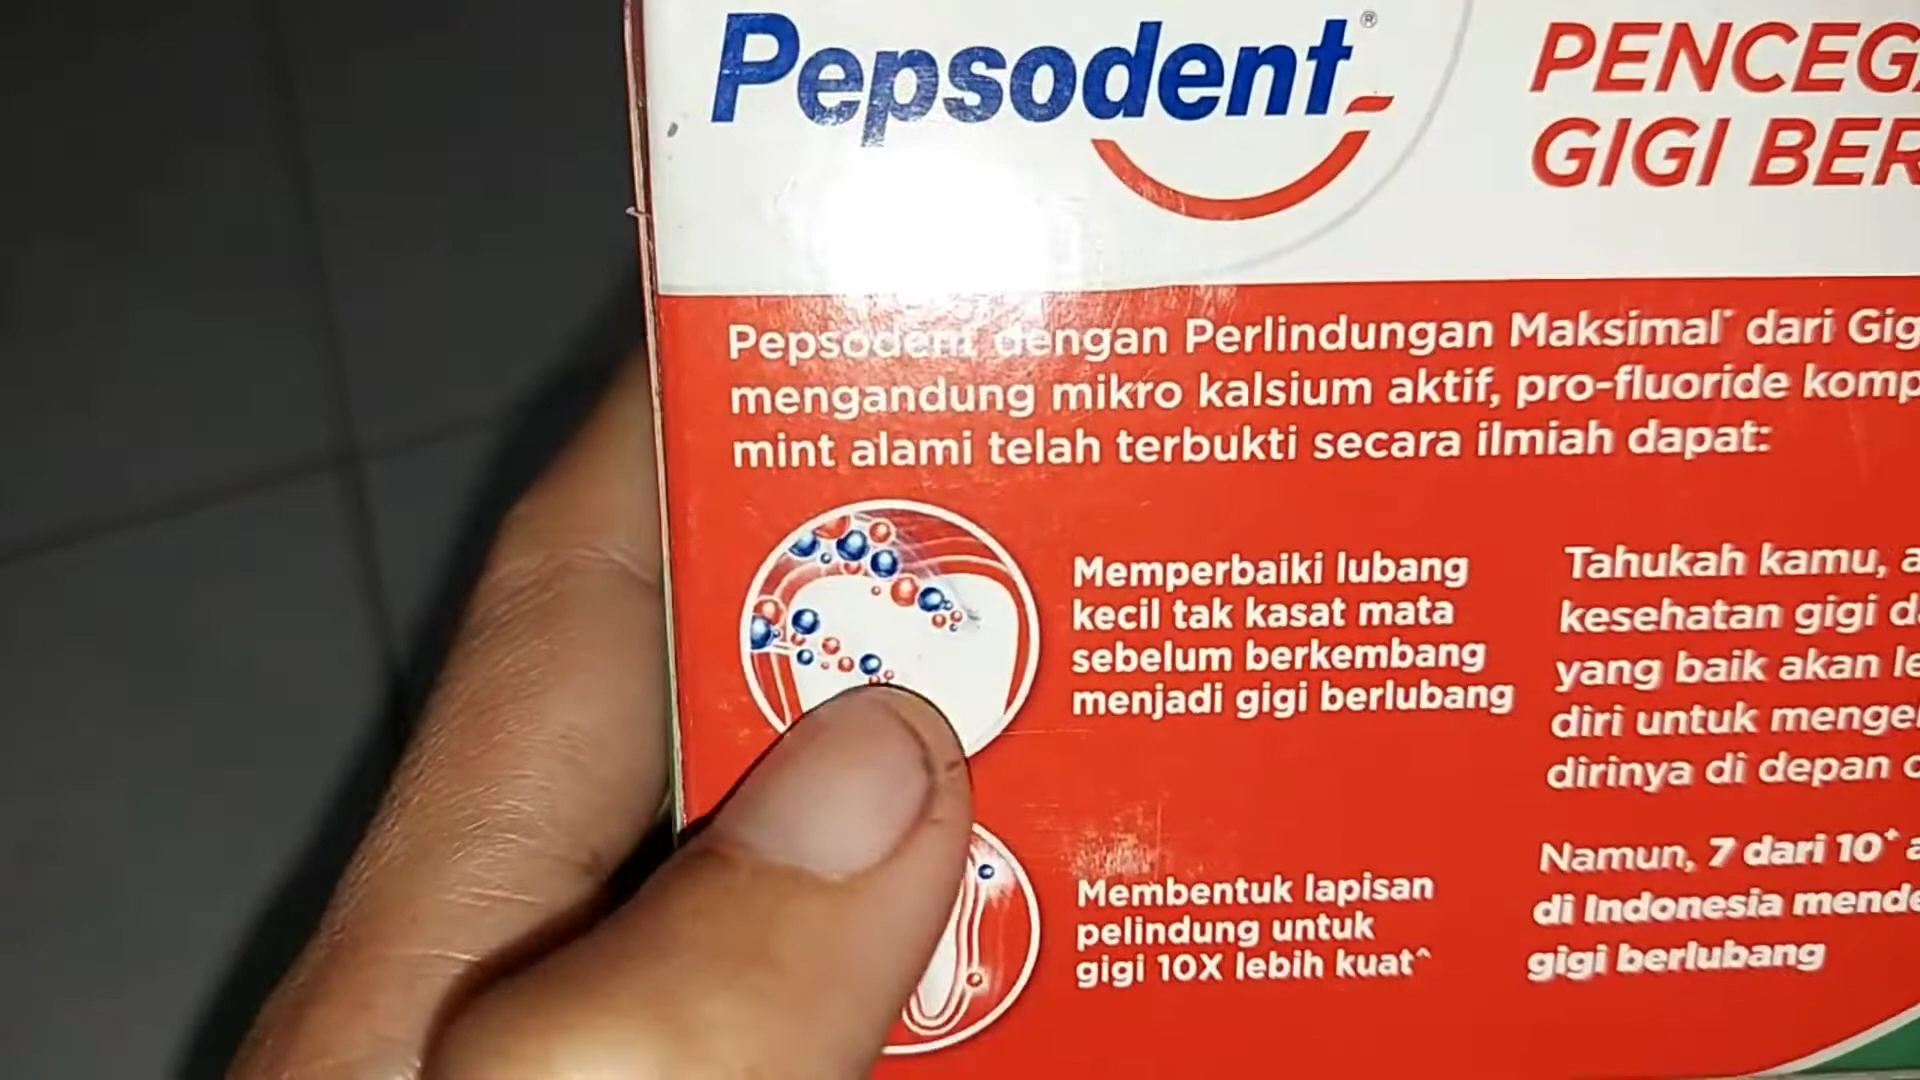 Pepsodent®
PENCEG
GIGI BER
Pepsodent dengan Perlindungan Maksimal* dari Gig
mengandung mikro kalsium aktif, pro-fluoride komp
mint alami telah terbukti secara ilmiah dapat:
Memperbaiki lubang
kecil tak kasat mata
sebelum berkembang
menjadi gigi berlubang
Membentuk lapisan
pelindung untuk
gigi 10X lebih kuat^
Tahukah kamu, a
kesehatan gigi d
yang baik akan le
diri untuk menge
dirinya di depan
Namun, 7 dari 10+ a
di Indonesia mende
gigi berlubang